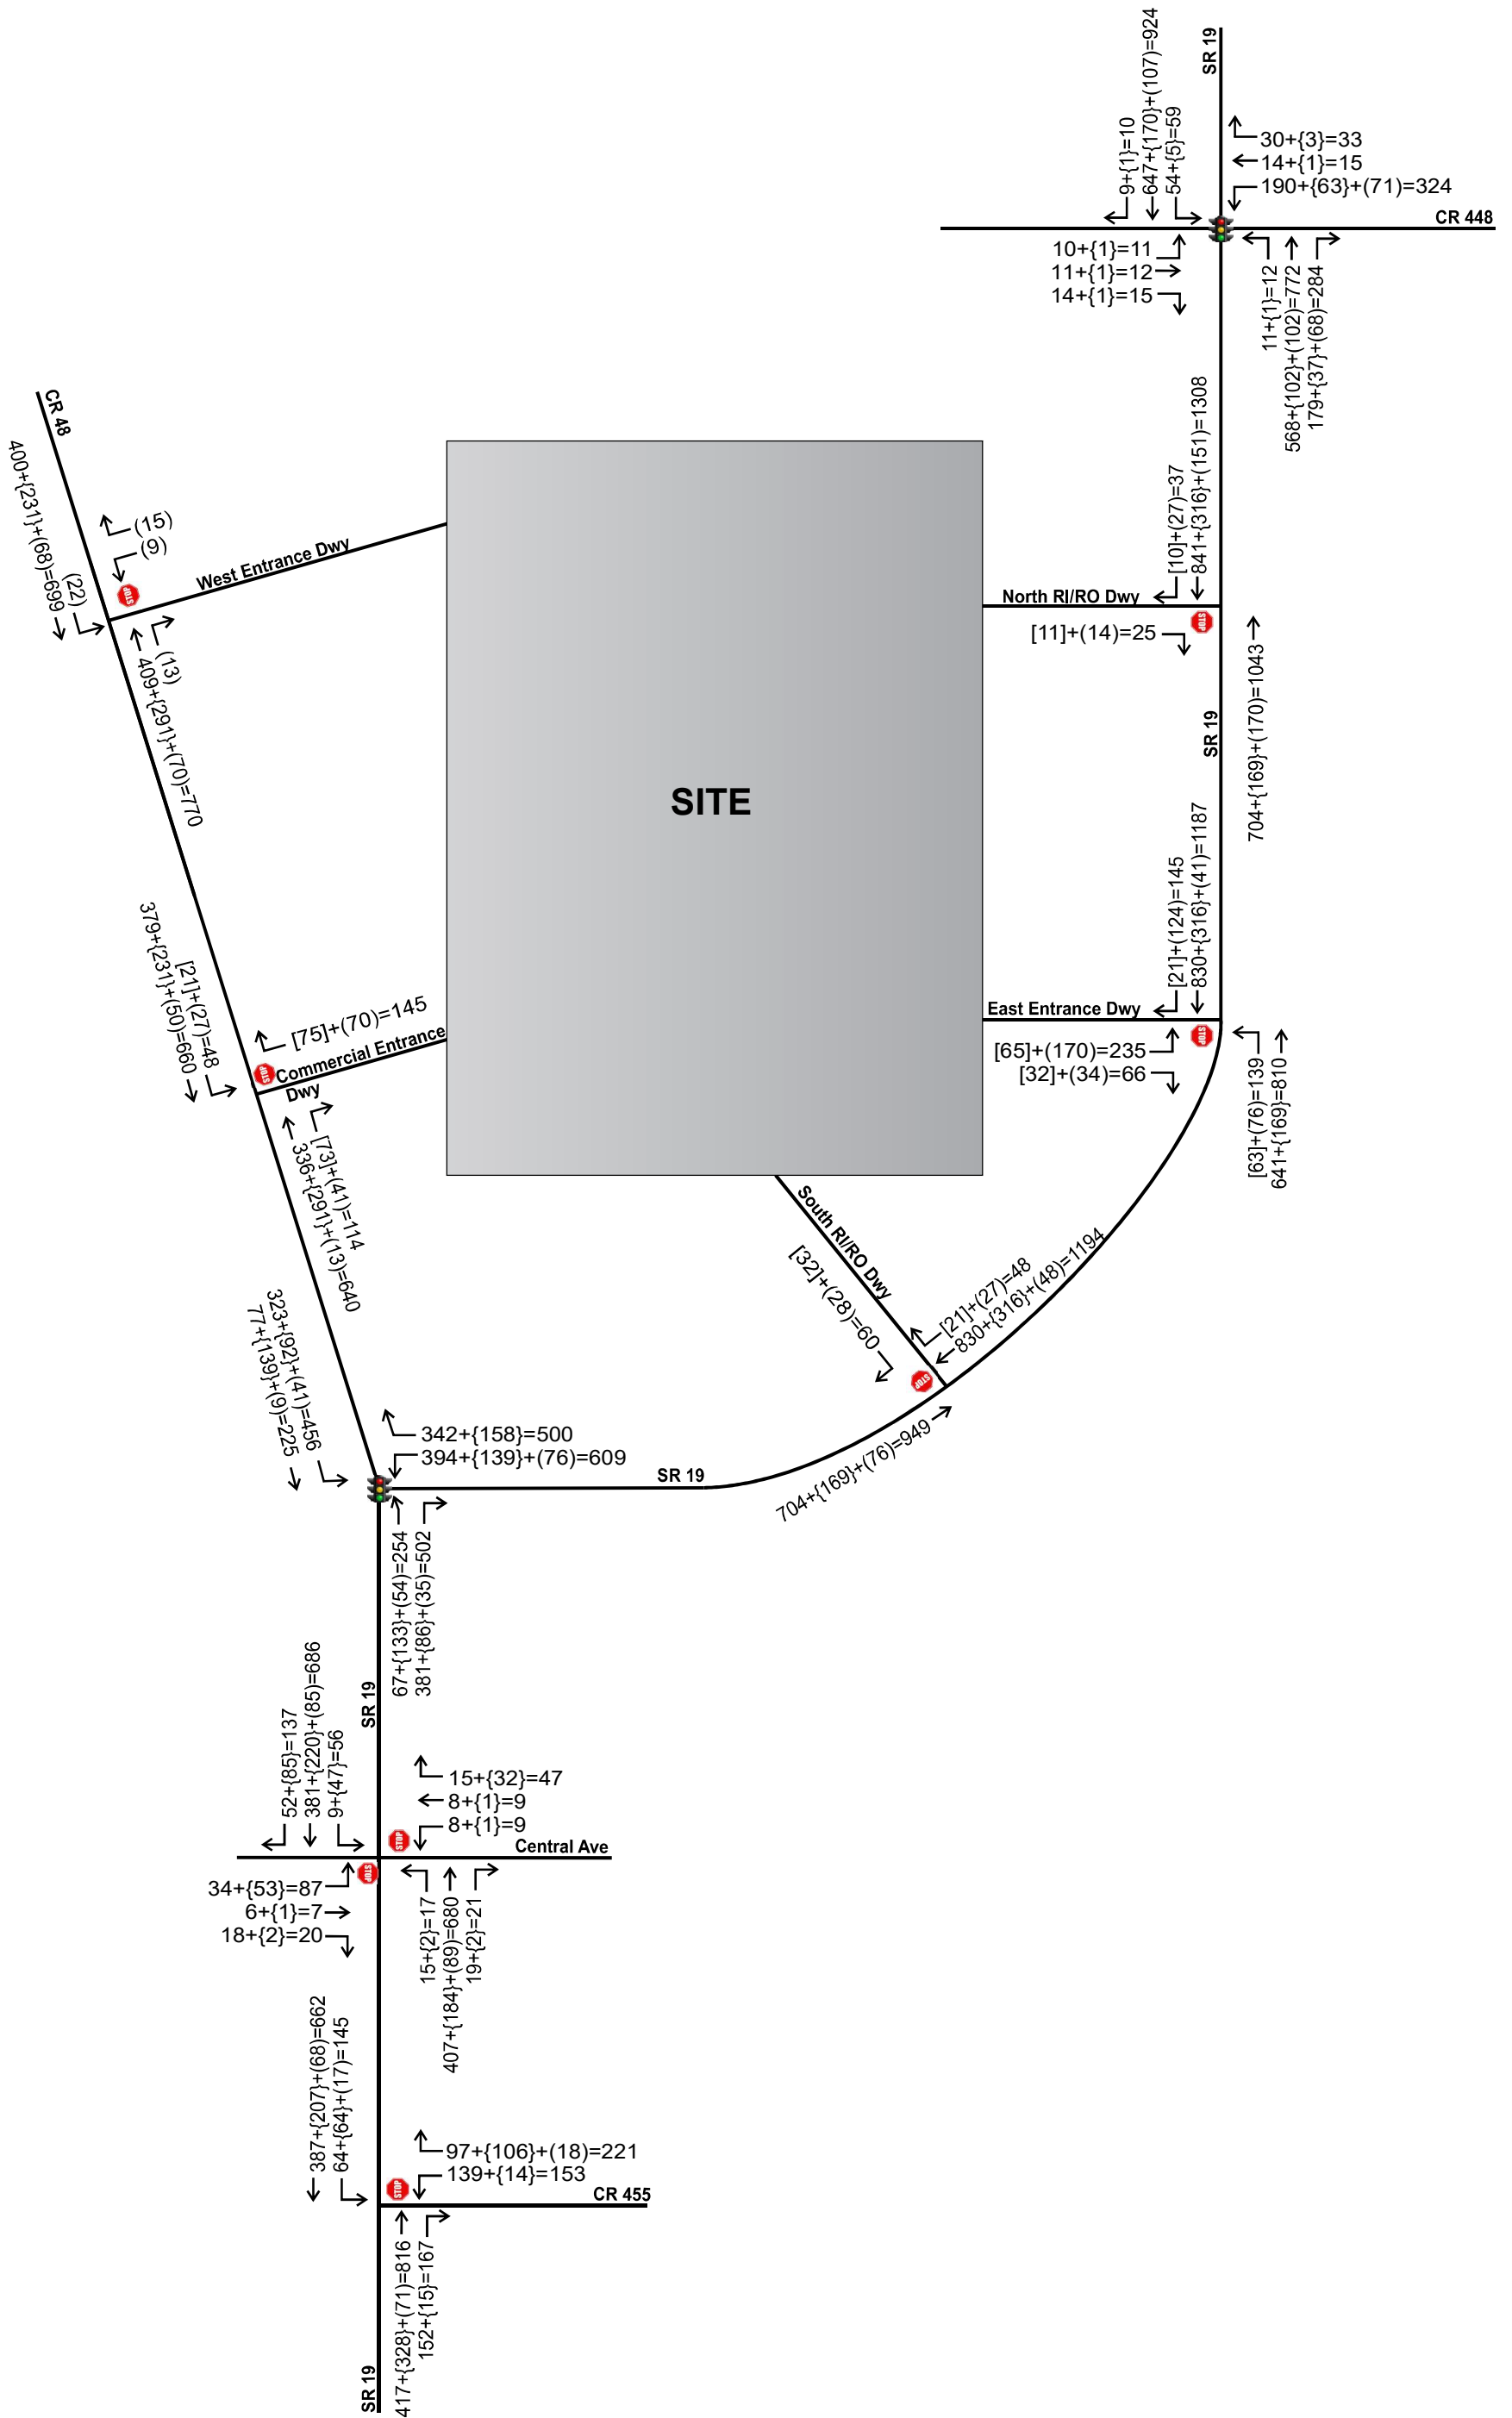 SR 19
9+{1}=10
647+{170}+(107)=924
54+{5}=59
30+{3}=33
14+{1}=15
190+{63}+(71)=324
CR 448
10+{1}=11
11+{1}=12
14+{1}=15
11+{1}=12
568+{102}+(102)=772
179+{37}+(68)=284
CR 48
400+{231}+(68)=699
(22)
(15)
(9)
STOP
West Entrance Dwy
(13)
409+{291}+(70)=770
[10]+(27)=37
841+{316}+(151)=1308
North RI/RO Dwy
STOP
[11]+(14)=25
704+{169}+(170)=1043
SR 19
SITE
379+{231}+(50)=660
[21]+(27)=48
[75]+(70)=145
STOP
Commercial Entrance
Dwy
[73]+(41)=114
336+{291}+(13)=640
[21]+(124)=145
830+{316}+(41)=1187
East Entrance Dwy
STOP
[65]+(170)=235
[32]+(34)=66
[63]+(76)=139
641+{169}=810
South RI/RO Dwy
[32]+(28)=60
[21]+(27)=48
830+{316}+(48)=1194
STOP
704+{169}+(76)=949
323+{92}+(41)=456
77+{139}+(9)=225
342+{158}=500
394+{139}+(76)=609
SR 19
67+{133}+(54)=254
381+{86}+(35)=502
SR 19
52+{85}=137
381+{220}+(85)=686
9+{47}=56
15+{32}=47
8+{1}=9
8+{1}=9
STOP
Central Ave
STOP
34+{53}=87
6+{1}=7
18+{2}=20
15+{2}=17
407+{184}+(89)=680
19+{2}=21
387+{207}+(68)=662
64+{64}+(17)=145
97+{106}+(18)=221
139+{14}=153
STOP
CR 455
417+{328}+(71)=816
152+{15}=167
SR 19